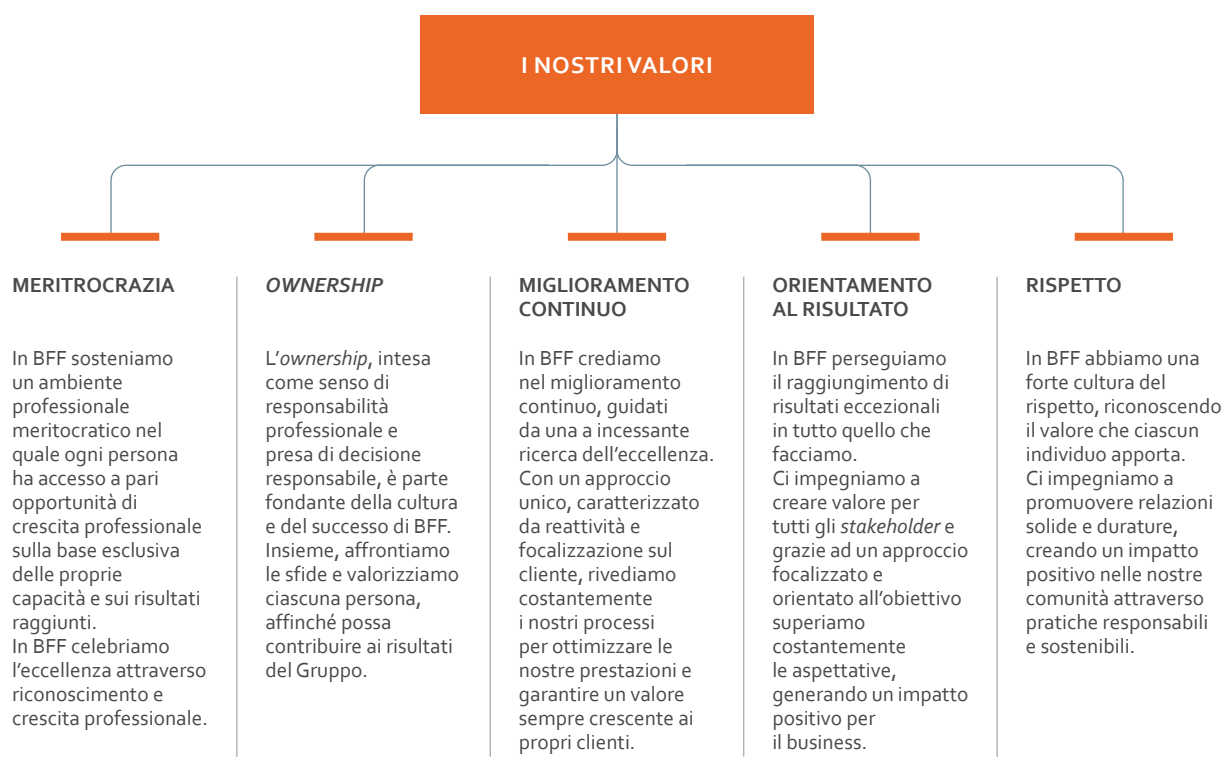 I NOSTRI VALORI
MERITROCRAZIA
In BFF sosteniamo
un ambiente
professionale
meritocratico nel
quale ogni persona
ha accesso a pari
opportunità di
crescita professionale
sulla base esclusiva
delle proprie
capacità e sui risultati
raggiunti.
In BFF celebriamo
l'eccellenza attraverso
riconoscimento e
crescita professionale.
OWNERSHIP
L'ownership, intesa
come senso di
responsabilità
professionale e
presa di decisione
responsabile, è parte
fondante della cultura
e del successo di BFF.
Insieme, affrontiamo
le sfide e valorizziamo
ciascuna persona,
affinché possa
contribuire ai risultati
del Gruppo.
MIGLIORAMENTO
CONTINUO
In BFF crediamo
nel miglioramento
continuo, guidati
da una a incessante
ricerca dell'eccellenza.
Con un approccio
unico, caratterizzato
da reattività e
focalizzazione sul
cliente, rivediamo
costantemente
i nostri processi
per ottimizzare le
nostre prestazioni e
garantire un valore
sempre crescente ai
propri clienti.
ORIENTAMENTO
AL RISULTATO
In BFF perseguiamo
il raggiungimento di
risultati eccezionali
in tutto quello che
facciamo.
Ci impegniamo a
creare valore per
tutti gli stakeholder e
grazie ad un approccio
focalizzato e
orientato all'obiettivo
superiamo
costantemente
le aspettative,
generando un impatto
positivo per
il business.
RISPETTO
In BFF abbiamo una
forte cultura del
rispetto, riconoscendo
il valore che ciascun
individuo apporta.
Ci impegniamo a
promuovere relazioni
solide e durature,
creando un impatto
positivo nelle nostre
comunità attraverso
pratiche responsabili
e sostenibili.